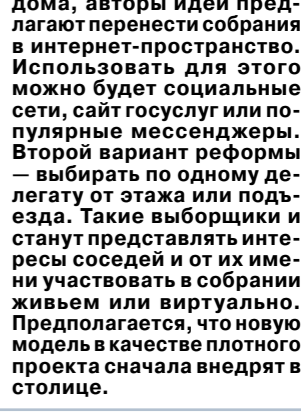 дома, авторы идеи пред-
лагают перенести собрания
в интернет-пространство.
Использовать для этого
можно будет социальные
сети, сайт госуслуг или по-
пулярные мессенджеры.
Второй вариант реформы
— выбирать по одному де-
легату от этажа или подъ-
езда. Такие выборщики и
станут представлять инте-
ресы соседей и от их име-
ни участвовать в собрании
живьем или виртуально.
Предполагается, что новую
модель в качестве плотного
проекта сначала внедрят в
столице.